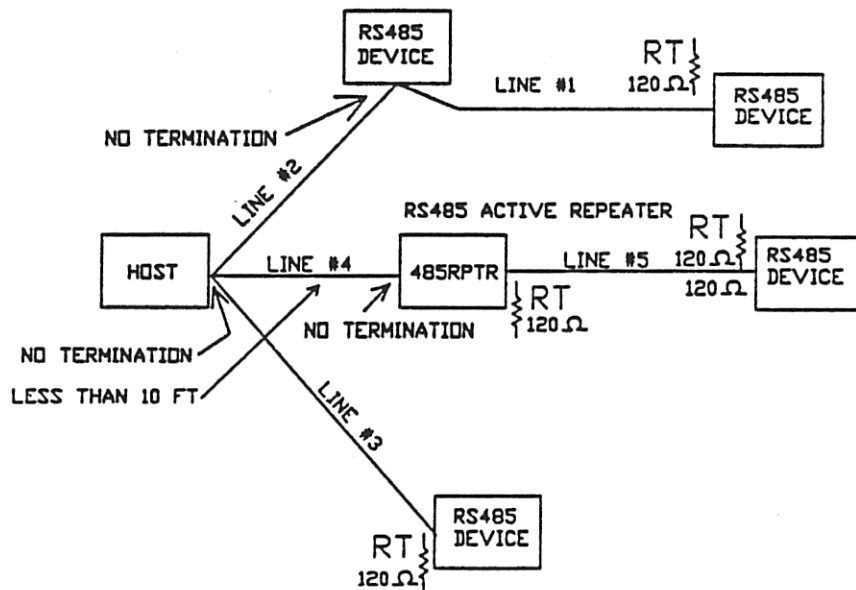 RS485
DEVICE
RT
120Ω
LINE #1
RS485
DEVICE
NO TERMINATION
LINE #2
RS485 ACTIVE REPEATER
HOST
LINE #4
485RPTR
LINE #5
RT
120Ω
120Ω
RS485
DEVICE
RT
120Ω
NO TERMINATION
NO TERMINATION
LESS THAN 10 FT
LINE #3
RS485
DEVICE
RT
120Ω